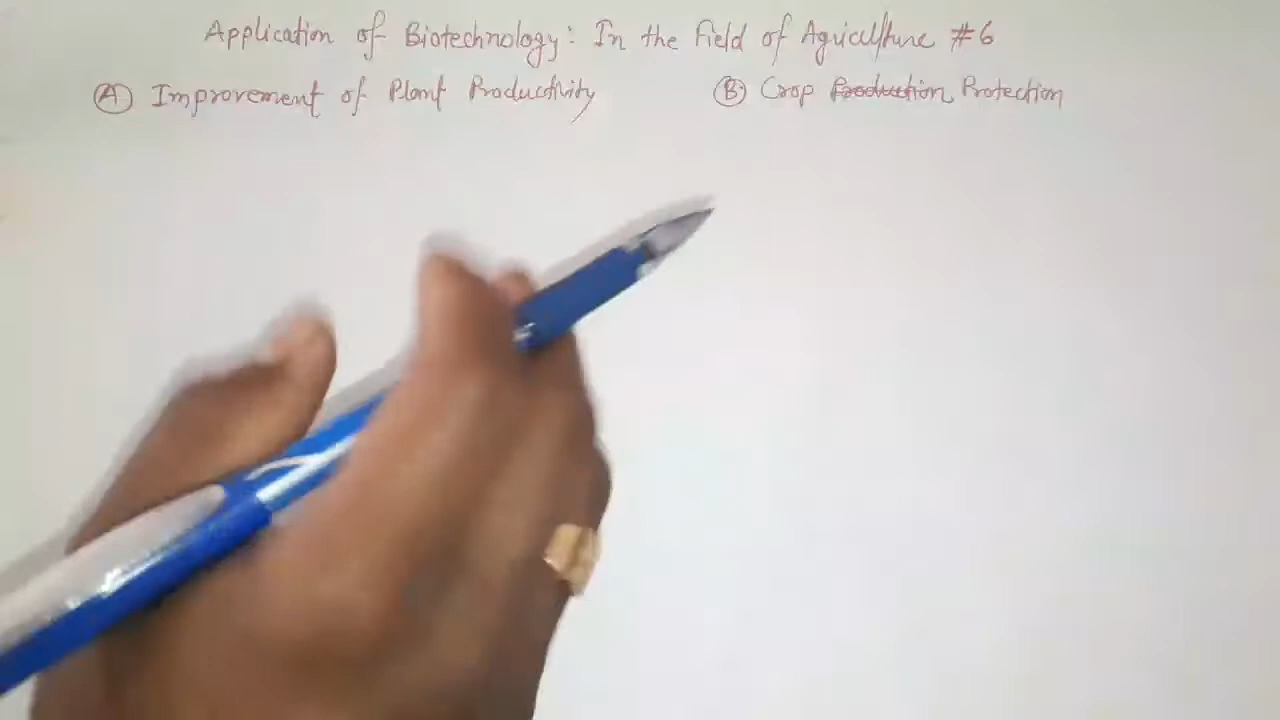 Application of Biotechnology: In the Field of Agriculture #6
Ⓐ Improvement of Plant Productivity Ⓑ Crop Production Protection